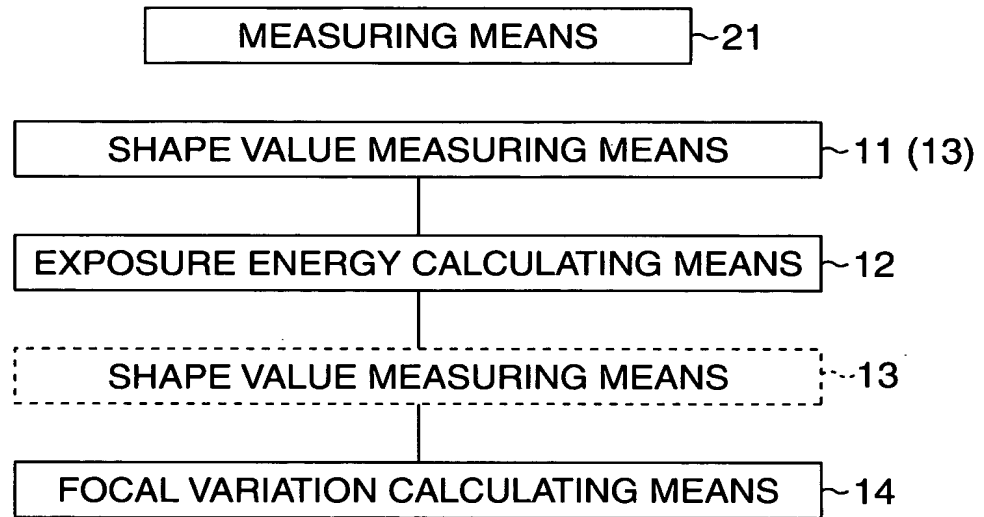 MEASURING MEANS ~21
SHAPE VALUE MEASURING MEANS ~11 (13)
EXPOSURE ENERGY CALCULATING MEANS ~12
SHAPE VALUE MEASURING MEANS ~13
FOCAL VARIATION CALCULATING MEANS ~14